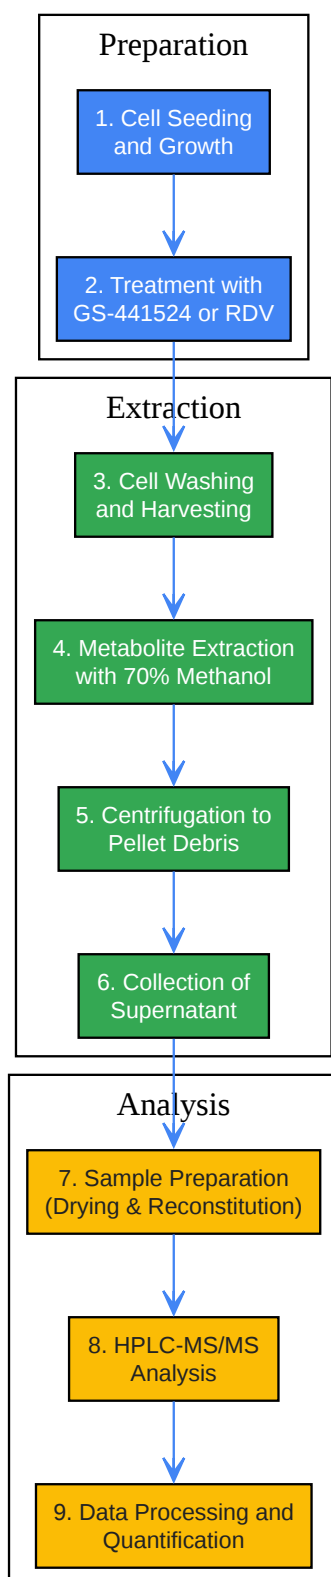 Preparation
1. Cell Seeding
and Growth
2. Treatment with
GS-441524 or RDV
Extraction
3. Cell Washing
and Harvesting
4. Metabolite Extraction
with 70% Methanol
5. Centrifugation to
Pellet Debris
6. Collection of
Supernatant
Analysis
7. Sample Preparation
(Drying & Reconstitution)
8. HPLC-MS/MS
Analysis
9. Data Processing and
Quantification